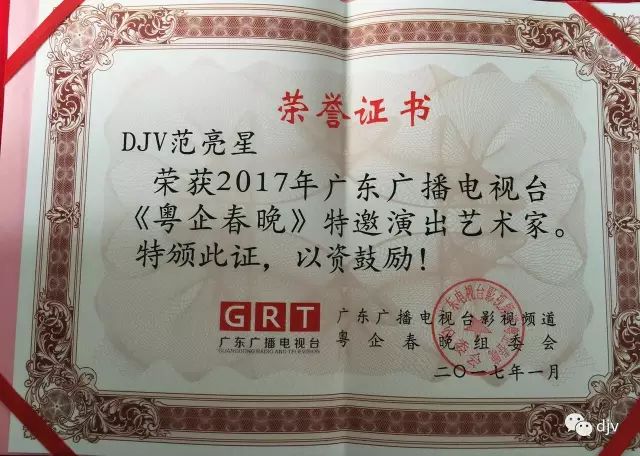 荣誉证书
DJV范亮星
荣获2017年广东广播电视台
《粤企春晚》特邀演出艺术家。
特颁此证，以资鼓励！
GRT
广东广播电视台
GUANGDONG RADIO AND TELEVISION
广东广播电视台影视频道
粤企春晚组委会
二〇一七年一月
djv